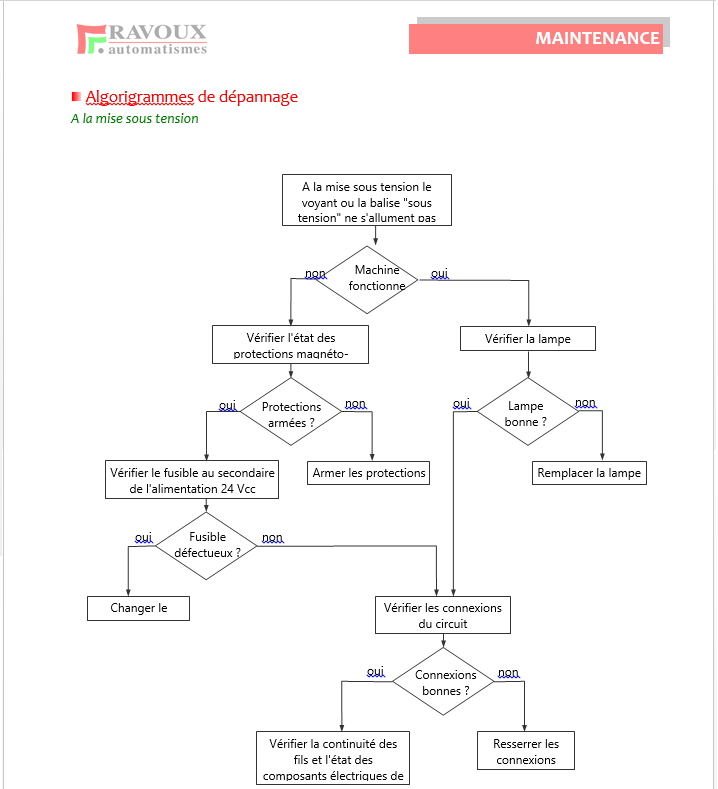 RAVOUX
automatismes
MAINTENANCE
Algorigrammes de dépannage
A la mise sous tension
A la mise sous tension le
voyant ou la balise "sous
tension" ne s'allument pas
Machine
fonctionne
non
oui
Vérifier l'état des
protections magnéto-
Vérifier la lampe
Protections
armées ?
oui
non
Lampe
bonne ?
oui
non
Vérifier le fusible au secondaire
de l'alimentation 24 Vcc
Armer les protections
Remplacer la lampe
Fusible
défectueux ?
oui
non
Changer le
Vérifier les connexions
du circuit
Connexions
bonnes ?
oui
non
Vérifier la continuité des
fils et l'état des
composants électriques de
Resserrer les
connexions